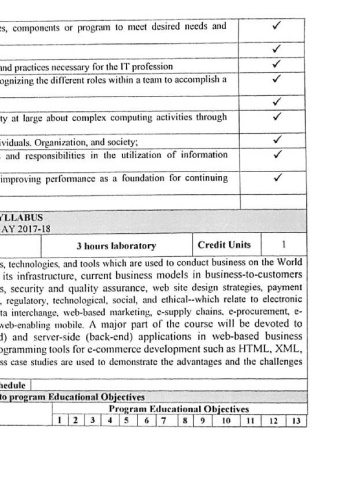 s, components or program to meet desired needs and ✓
✓
and practices necessary for the IT profession ✓
ognizing the different roles within a team to accomplish a ✓
✓
ty at large about complex computing activities through ✓
ividuals. Organization, and society; ✓
and responsibilities in the utilization of information ✓
improving performance as a foundation for continuing ✓
YLLABUS
AY 2017-18
3 hours laboratory Credit Units 1
s, technologies, and tools which are used to conduct business on the World
its infrastructure, current business models in business-to-customers
s, security and quality assurance, web site design strategies, payment
, regulatory, technological, social, and ethical--which relate to electronic
ta interchange, web-based marketing, e-supply chains, e-procurement, e-
web-enabling mobile. A major part of the course will be devoted to
d) and server-side (back-end) applications in web-based business
ogramming tools for e-commerce development such as HTML, XML,
ss case studies are used to demonstrate the advantages and the challenges
hedule
to program Educational Objectives
Program Educational Objectives
1 2 3 4 5 6 7 8 9 10 11 12 13